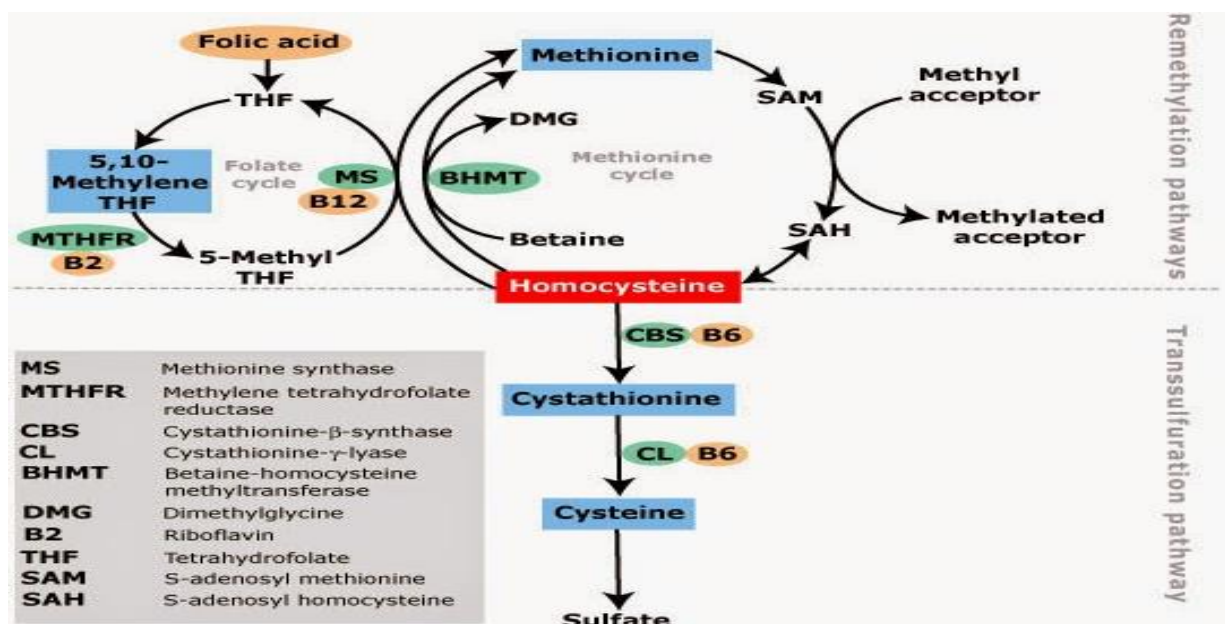 Folic acid
THF
5,10-
Methylene
THF
Folate
cycle
MS
B12
MTHFR
B2
5-Methyl
THF
Methionine
DMG
BHMT
Methionine
cycle
Betaine
SAM
Methyl
acceptor
SAH
Methylated
acceptor
Homocysteine
Remethylation pathways
CBS B6
Cystathionine
CL B6
Cysteine
Sulfate
Transsulfuration pathway
MS Methionine synthase
MTHFR Methylene tetrahydrofolate
reductase
CBS Cystathionine-β-synthase
CL Cystathionine-γ-lyase
BHMT Betaine-homocysteine
methyltransferase
DMG Dimethylglycine
B2 Riboflavin
THF Tetrahydrofolate
SAM S-adenosyl methionine
SAH S-adenosyl homocysteine